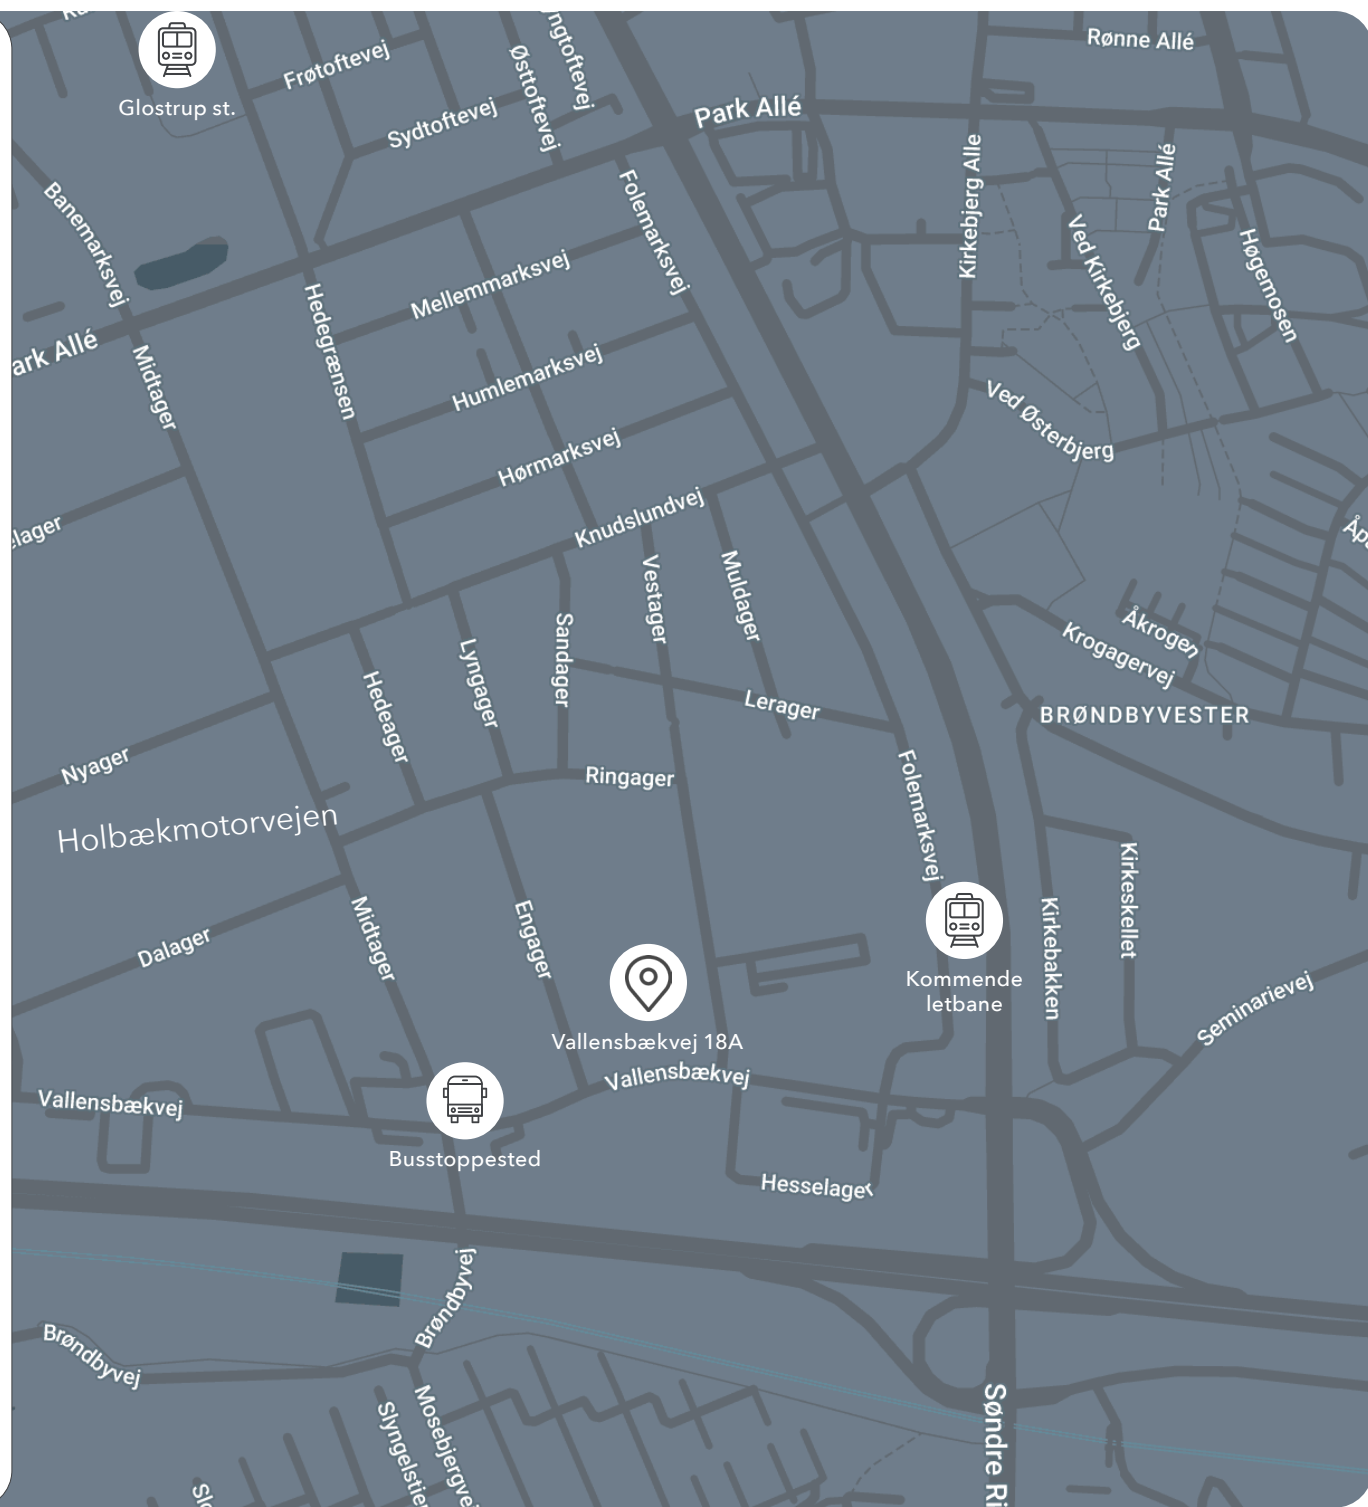 Rønne Allé
Frøtoftevej
Østtoftevej
Glostrup st.
Sydtoftevej
Park Allé
Kirkebjerg Alle
Park Allé
Banemarksvej
Folemarksvej
Ved Kirkebjerg
Høgemosen
Mellemmarksvej
Hedegrænsen
ark Allé
Midtager
Humlemarksvej
Ved Østerbjerg
Hørmarksvej
Knudslundvej
elager
Vestager
Muldager
Sandager
Åkrogen
Krogagervej
Lyngager
Hedeager
Lerager
BRØNDBYVESTER
Nyager
Ringager
Folemarksvej
Holbækmotorvejen
Kirkeskellet
Midtager
Engager
Dalager
Kirkebakken
Kommende
letbane
Seminarievej
Vallensbækvej 18A
Vallensbækvej
Vallensbækvej
Busstoppested
Hesselager
Brøndbyvej
Brøndbyvej
Mosebjergve
Slyngelstie
Søndre Ri